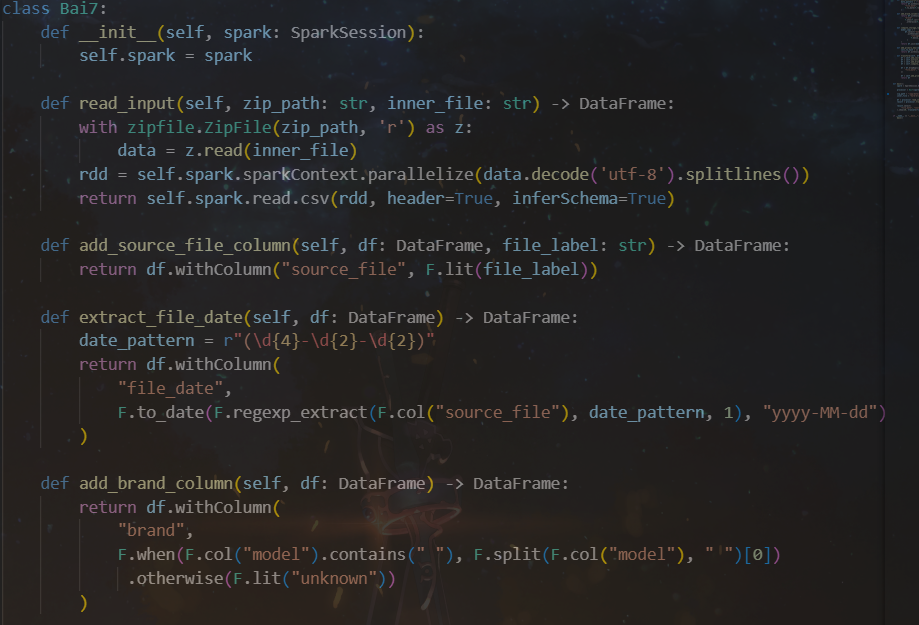 class Bai7:
    def __init__(self, spark: SparkSession):
        self.spark = spark

    def read_input(self, zip_path: str, inner_file: str) -> DataFrame:
        with zipfile.ZipFile(zip_path, 'r') as z:
            data = z.read(inner_file)
        rdd = self.spark.sparkContext.parallelize(data.decode('utf-8').splitlines())
        return self.spark.read.csv(rdd, header=True, inferSchema=True)

    def add_source_file_column(self, df: DataFrame, file_label: str) -> DataFrame:
        return df.withColumn("source_file", F.lit(file_label))

    def extract_file_date(self, df: DataFrame) -> DataFrame:
        date_pattern = r"(\d{4}-\d{2}-\d{2})"
        return df.withColumn(
            "file_date",
            F.to_date(F.regexp_extract(F.col("source_file"), date_pattern, 1), "yyyy-MM-dd")
        )

    def add_brand_column(self, df: DataFrame) -> DataFrame:
        return df.withColumn(
            "brand",
            F.when(F.col("model").contains(" "), F.split(F.col("model"), " ")[0])
             .otherwise(F.lit("unknown"))
        )